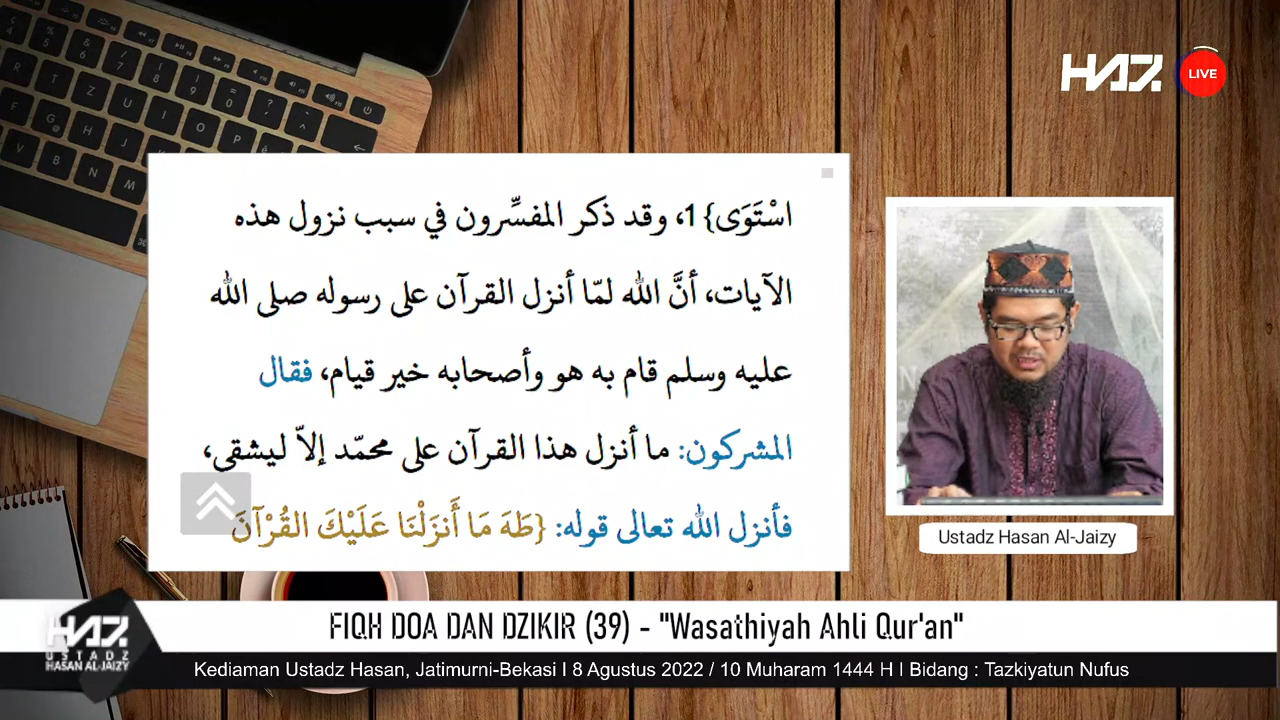 HAZ
LIVE
اسْتَوَى} 1، وقد ذكر المفسِّرون في سبب نزول هذه
الآيات، أنَّ الله لمّا أنزل القرآن على رسوله صلى الله
عليه وسلم قام به هو وأصحابه خير قيام، فقال
المشركون: ما أنزل هذا القرآن على محمّد إلاّ ليشقى،
فأنزل الله تعالى قوله: {طَهَ مَا أَنزَلْنَا عَلَيْكَ القُرْآنَ
Ustadz Hasan Al-Jaizy
HAZ
USTADZ
HASAN AL-JAIZY
FIQH DOA DAN DZIKIR (39) - "Wasathiyah Ahli Qur'an"
Kediaman Ustadz Hasan, Jatimurni-Bekasi I 8 Agustus 2022 / 10 Muharam 1444 H I Bidang : Tazkiyatun Nufus